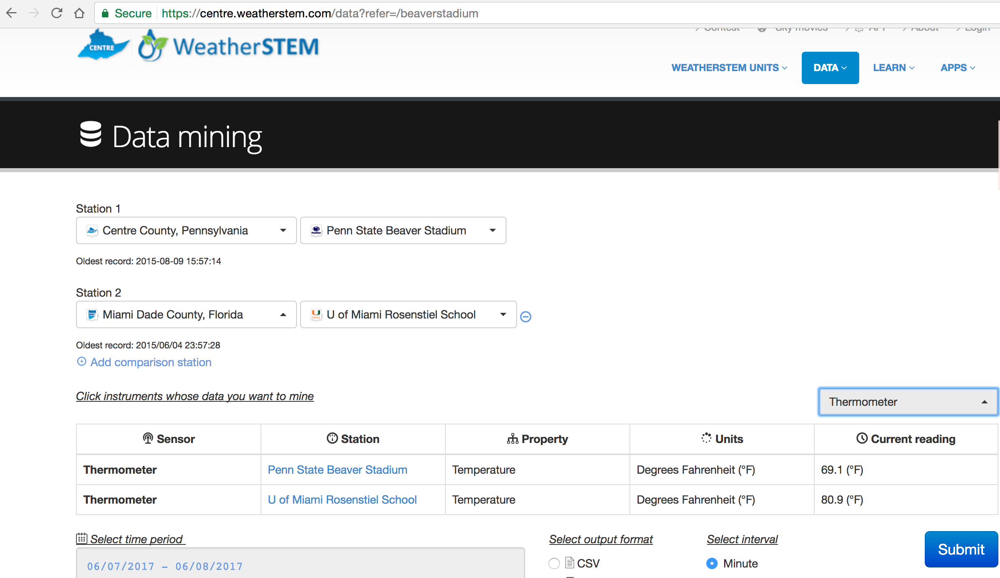 Secure https://centre.weatherstem.com/data?refer=/beaverstadium
Contest Sky movies API About Login
CENTRE WeatherSTEM
WEATHERSTEM UNITS DATA LEARN APPS
Data mining
Station 1
Centre County, Pennsylvania Penn State Beaver Stadium
Oldest record: 2015-08-09 15:57:14
Station 2
Miami Dade County, Florida U of Miami Rosenstiel School
Oldest record: 2015/06/04 23:57:28
Add comparison station
Click instruments whose data you want to mine Thermometer
Sensor Station Property Units Current reading
Thermometer Penn State Beaver Stadium Temperature Degrees Fahrenheit (°F) 69.1 (°F)
Thermometer U of Miami Rosenstiel School Temperature Degrees Fahrenheit (°F) 80.9 (°F)
Select time period Select output format Select interval Submit
06/07/2017 – 06/08/2017 CSV Minute